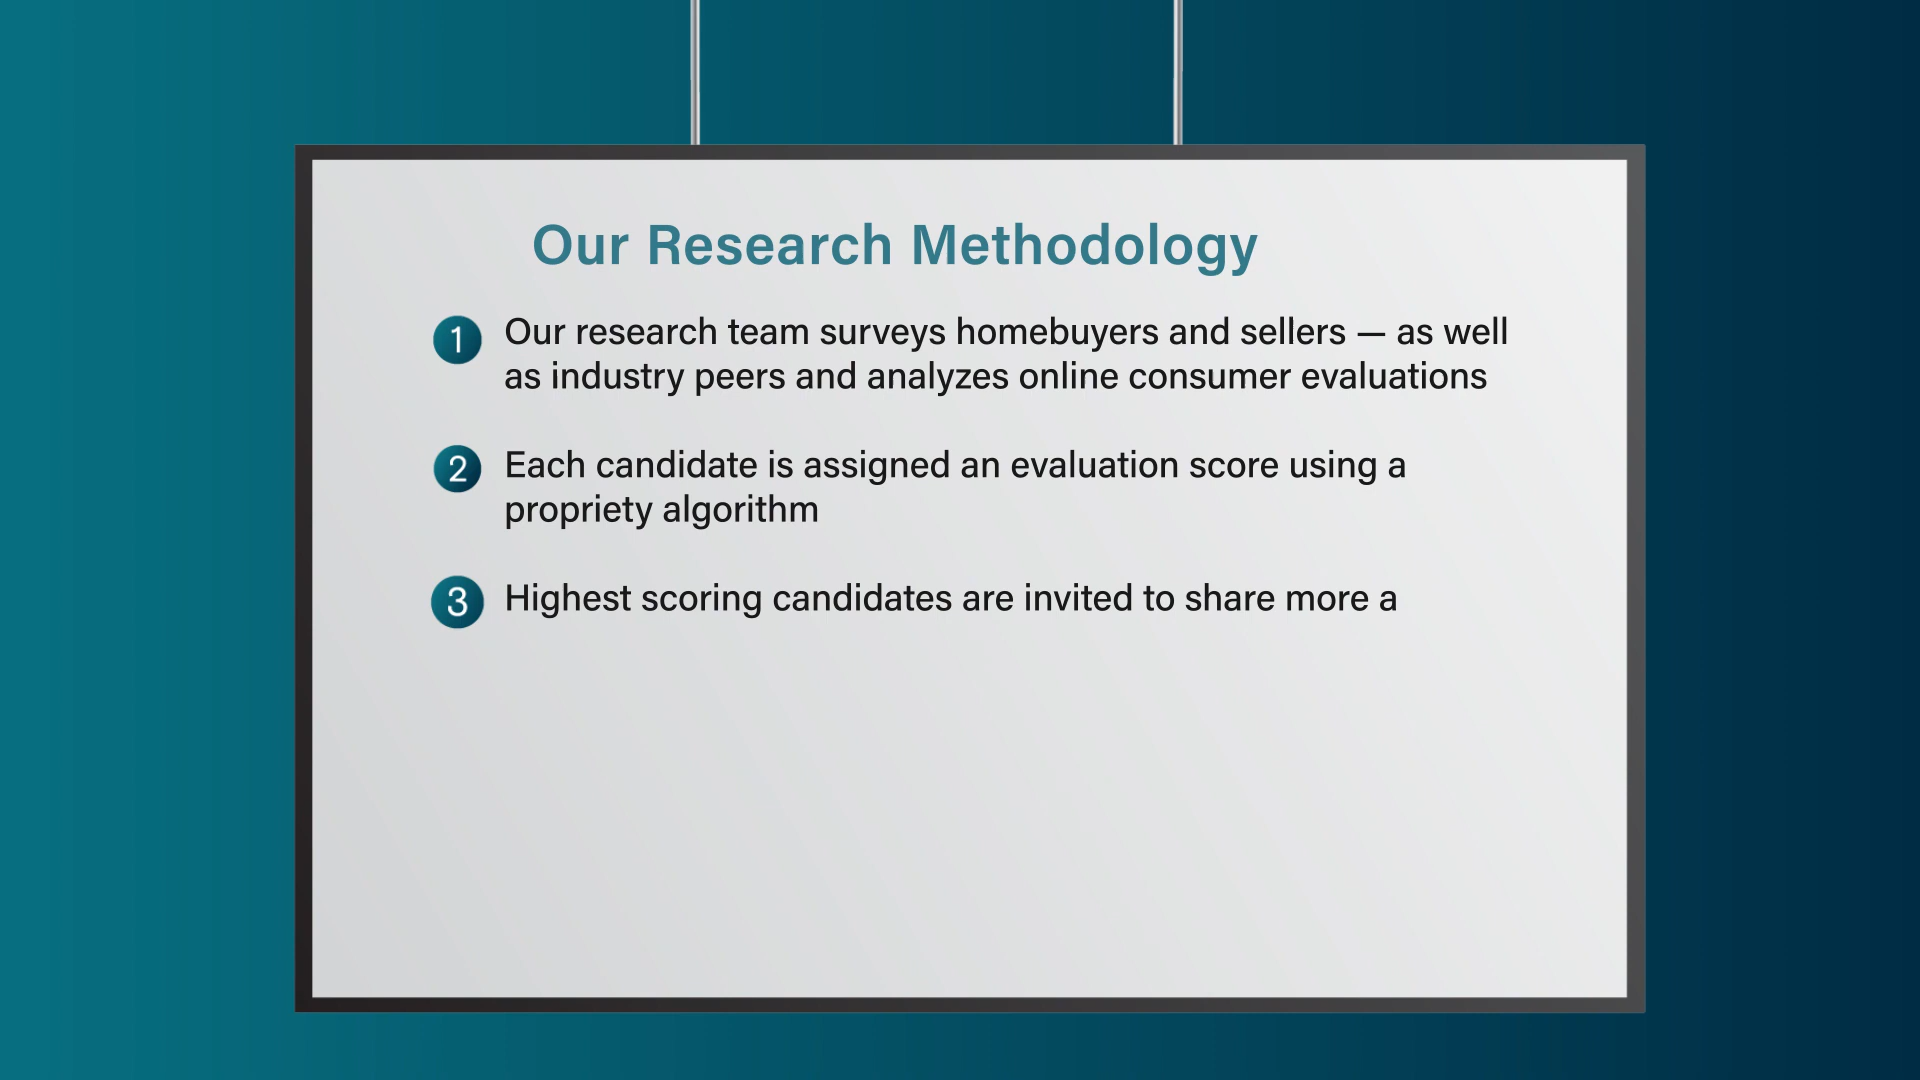 Our Research Methodology
1 Our research team surveys homebuyers and sellers — as well
as industry peers and analyzes online consumer evaluations
2 Each candidate is assigned an evaluation score using a
propriety algorithm
3 Highest scoring candidates are invited to share more a